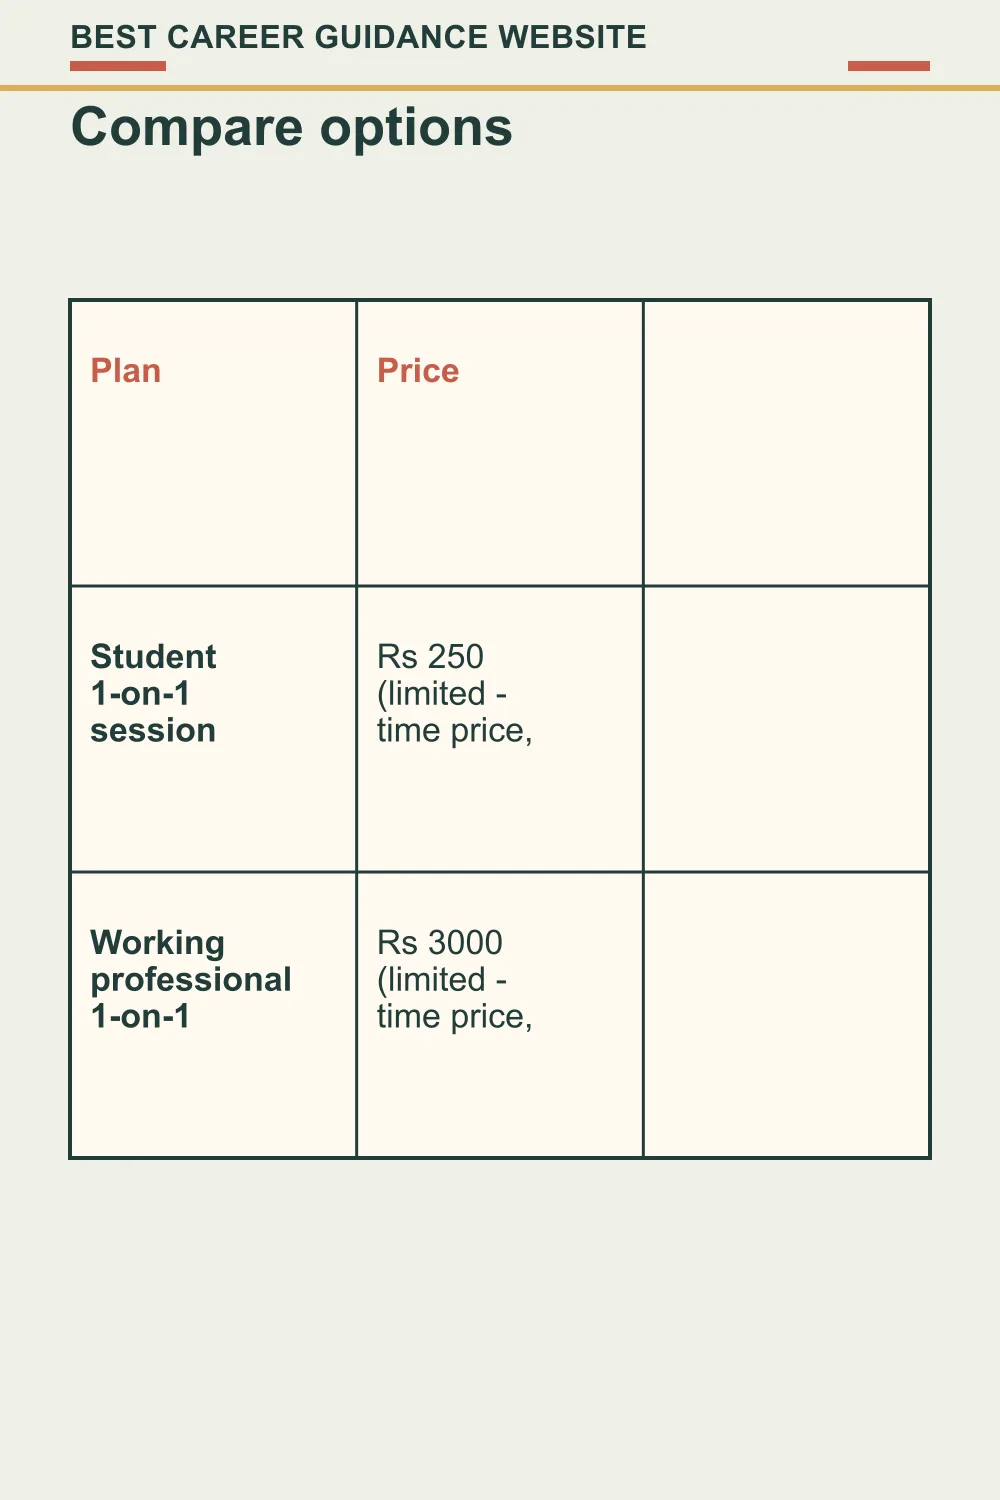 BEST CAREER GUIDANCE WEBSITE
Compare options
Plan
Price
Student
1-on-1
session
Rs 250
(limited -
time price,
Working
professional
1-on-1
Rs 3000
(limited -
time price,